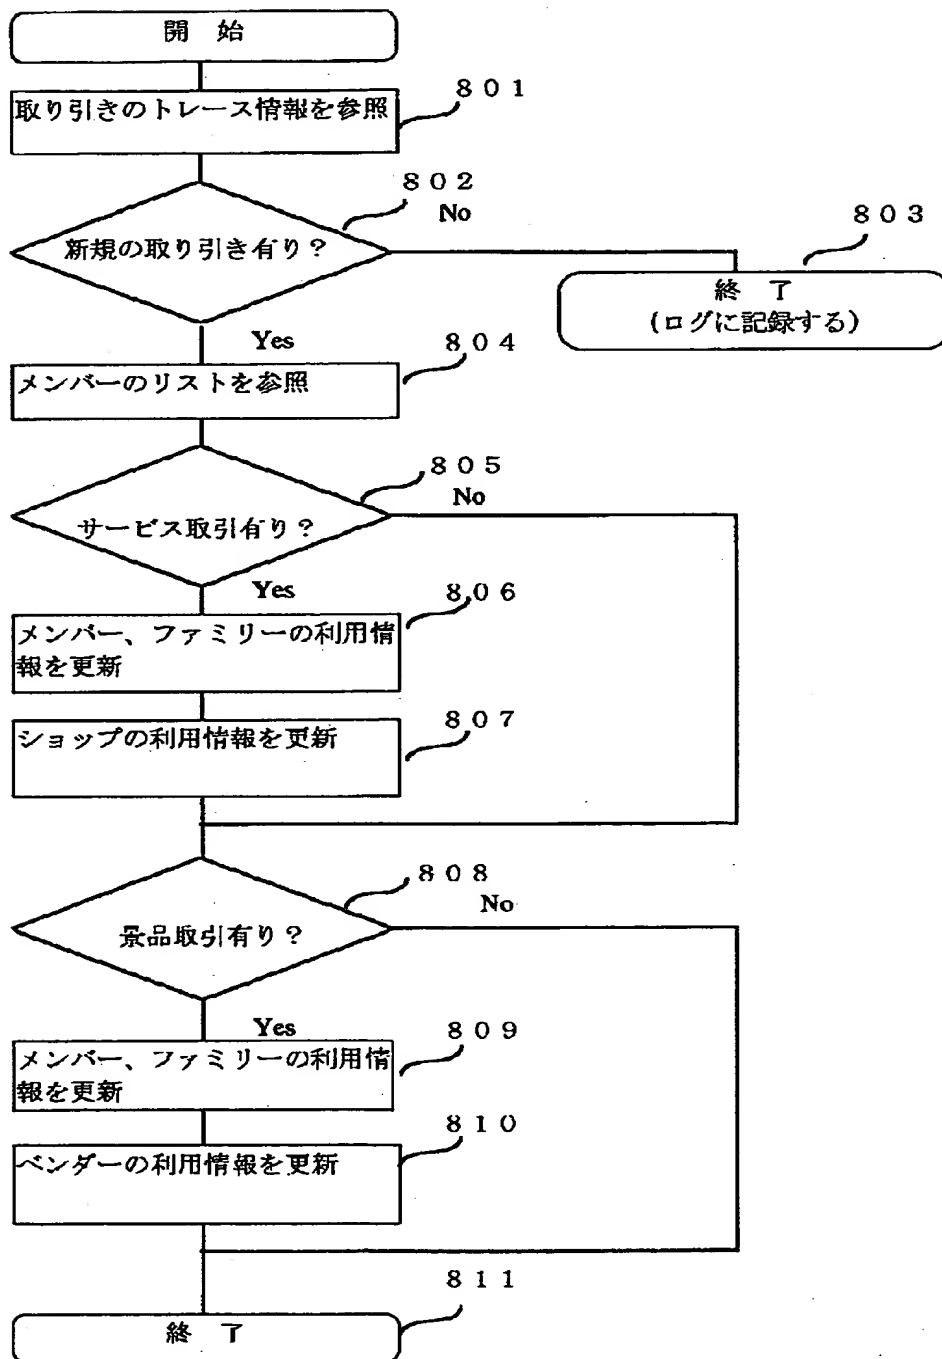 開 始
801
取り引きのトレース情報を参照
802
No
新規の取り引き有り？
803
終 了
(ログに記録する)
Yes
804
メンバーのリストを参照
805
No
サービス取引有り？
Yes
806
メンバー、ファミリーの利用情
報を更新
807
ショップの利用情報を更新
808
No
景品取引有り？
Yes
809
メンバー、ファミリーの利用情
報を更新
810
ベンダーの利用情報を更新
811
終 了